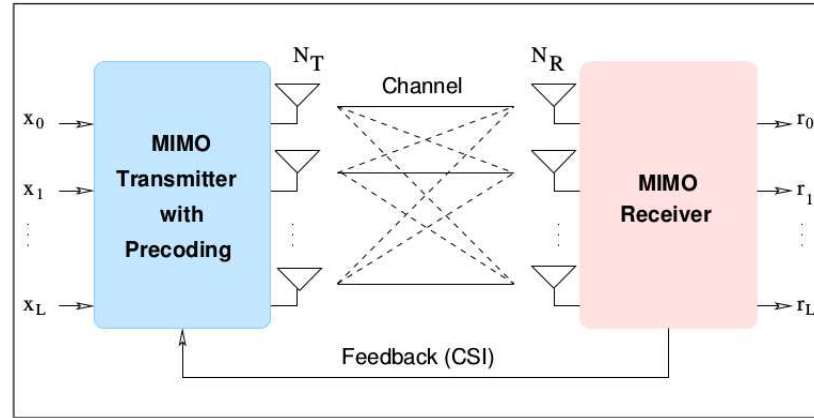 N_T
N_R
Channel
x_0
x_1
x_L
MIMO
Transmitter
with
Precoding
MIMO
Receiver
r_0
r_1
r_L
Feedback (CSI)